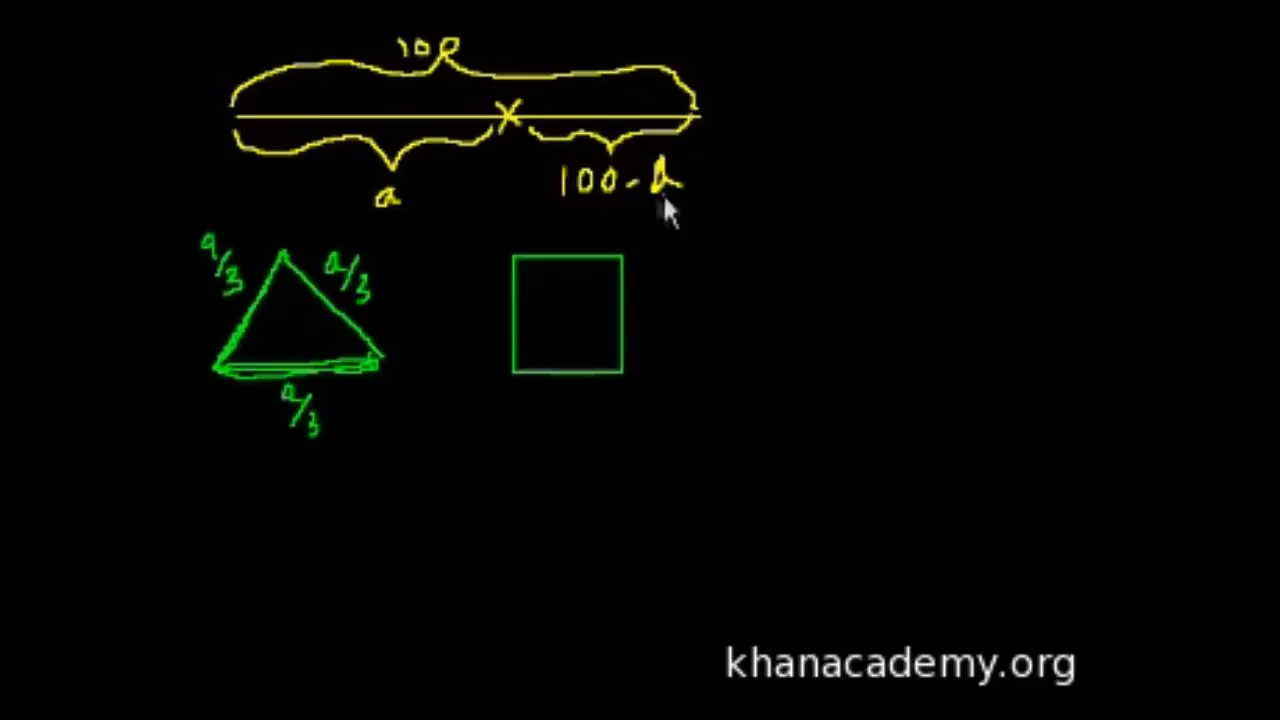 100
a
100 - a
a/3
a/3
a/3
khanacademy.org